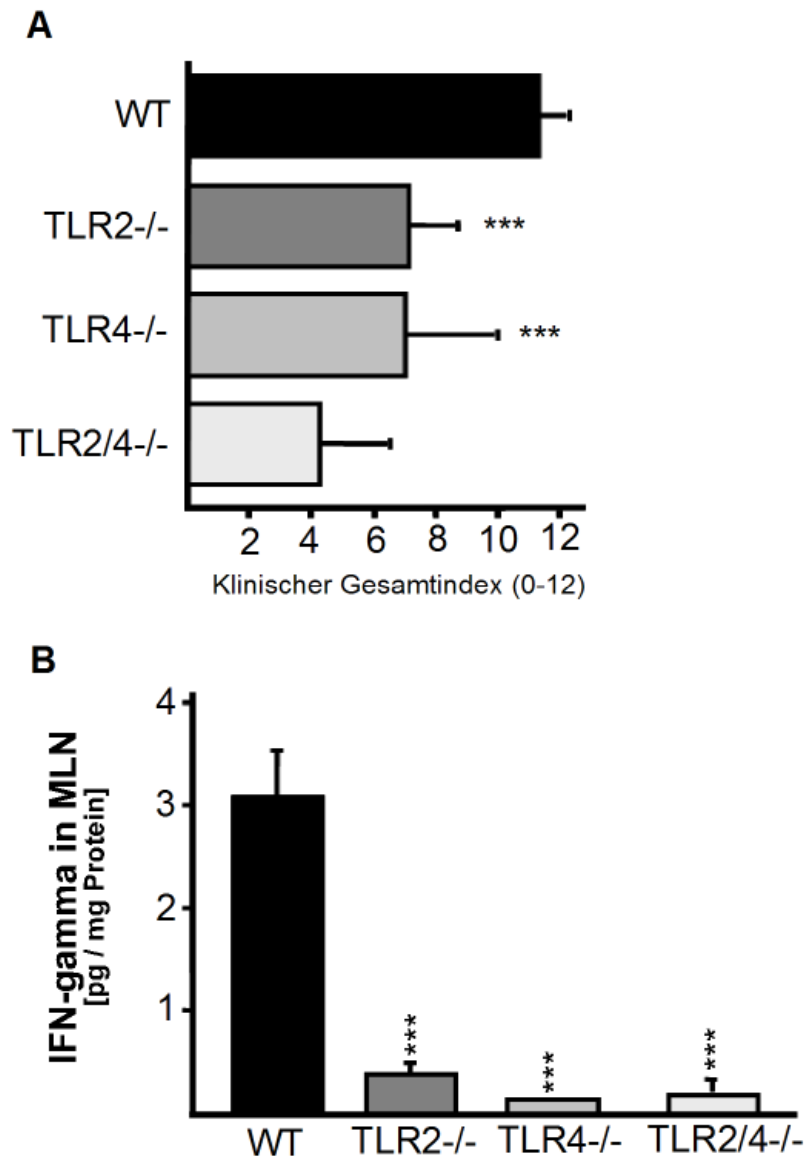 A
WT
TLR2-/-
***
TLR4-/-
***
TLR2/4-/-
2 4 6 8 10 12
Klinischer Gesamtindex (0-12)
B
IFN-gamma in MLN
[pg / mg Protein]
4
3
2
1
*** *** ***
WT TLR2-/- TLR4-/- TLR2/4-/-